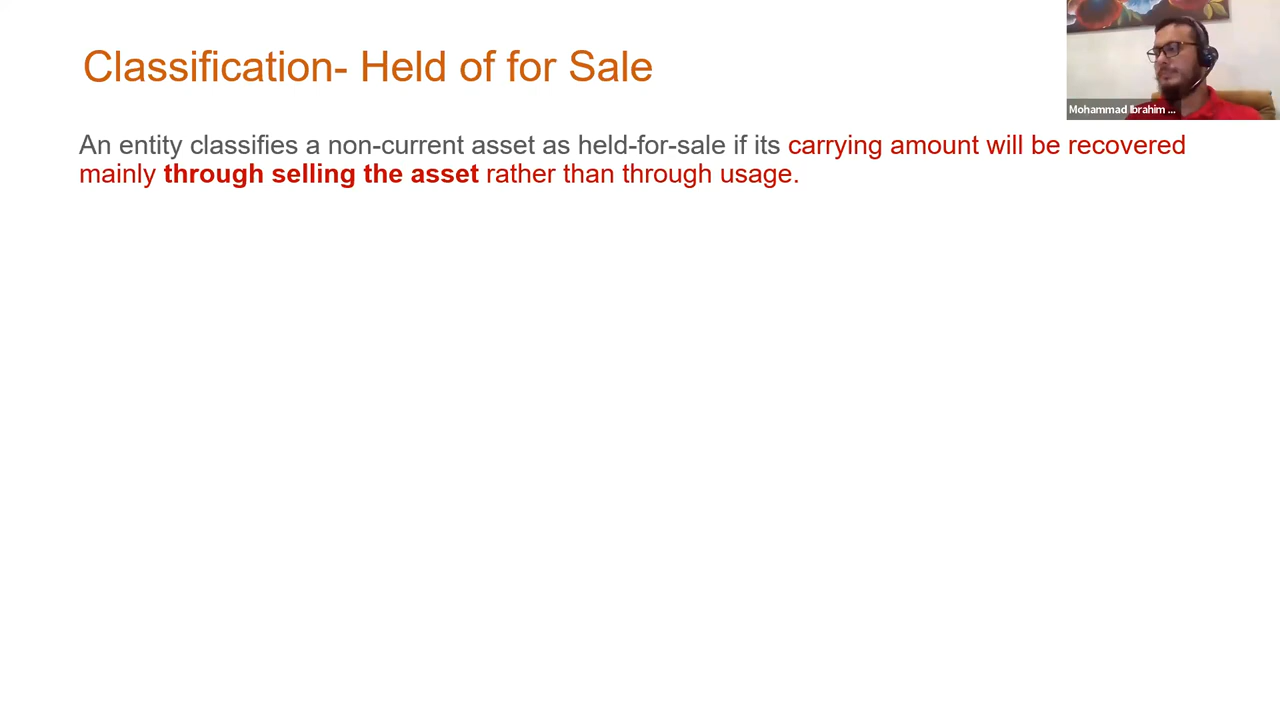 Classification- Held of for Sale
Mohammad Ibrahim ...
An entity classifies a non-current asset as held-for-sale if its carrying amount will be recovered
mainly through selling the asset rather than through usage.